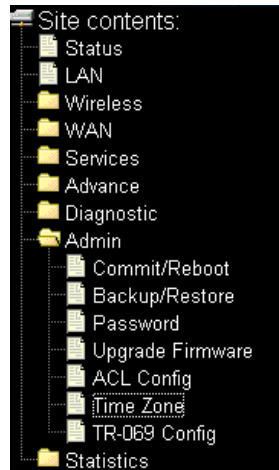 Site contents:
Status
LAN
Wireless
WAN
Services
Advance
Diagnostic
Admin
Commit/Reboot
Backup/Restore
Password
Upgrade Firmware
ACL Config
Time Zone
TR-069 Config
Statistics